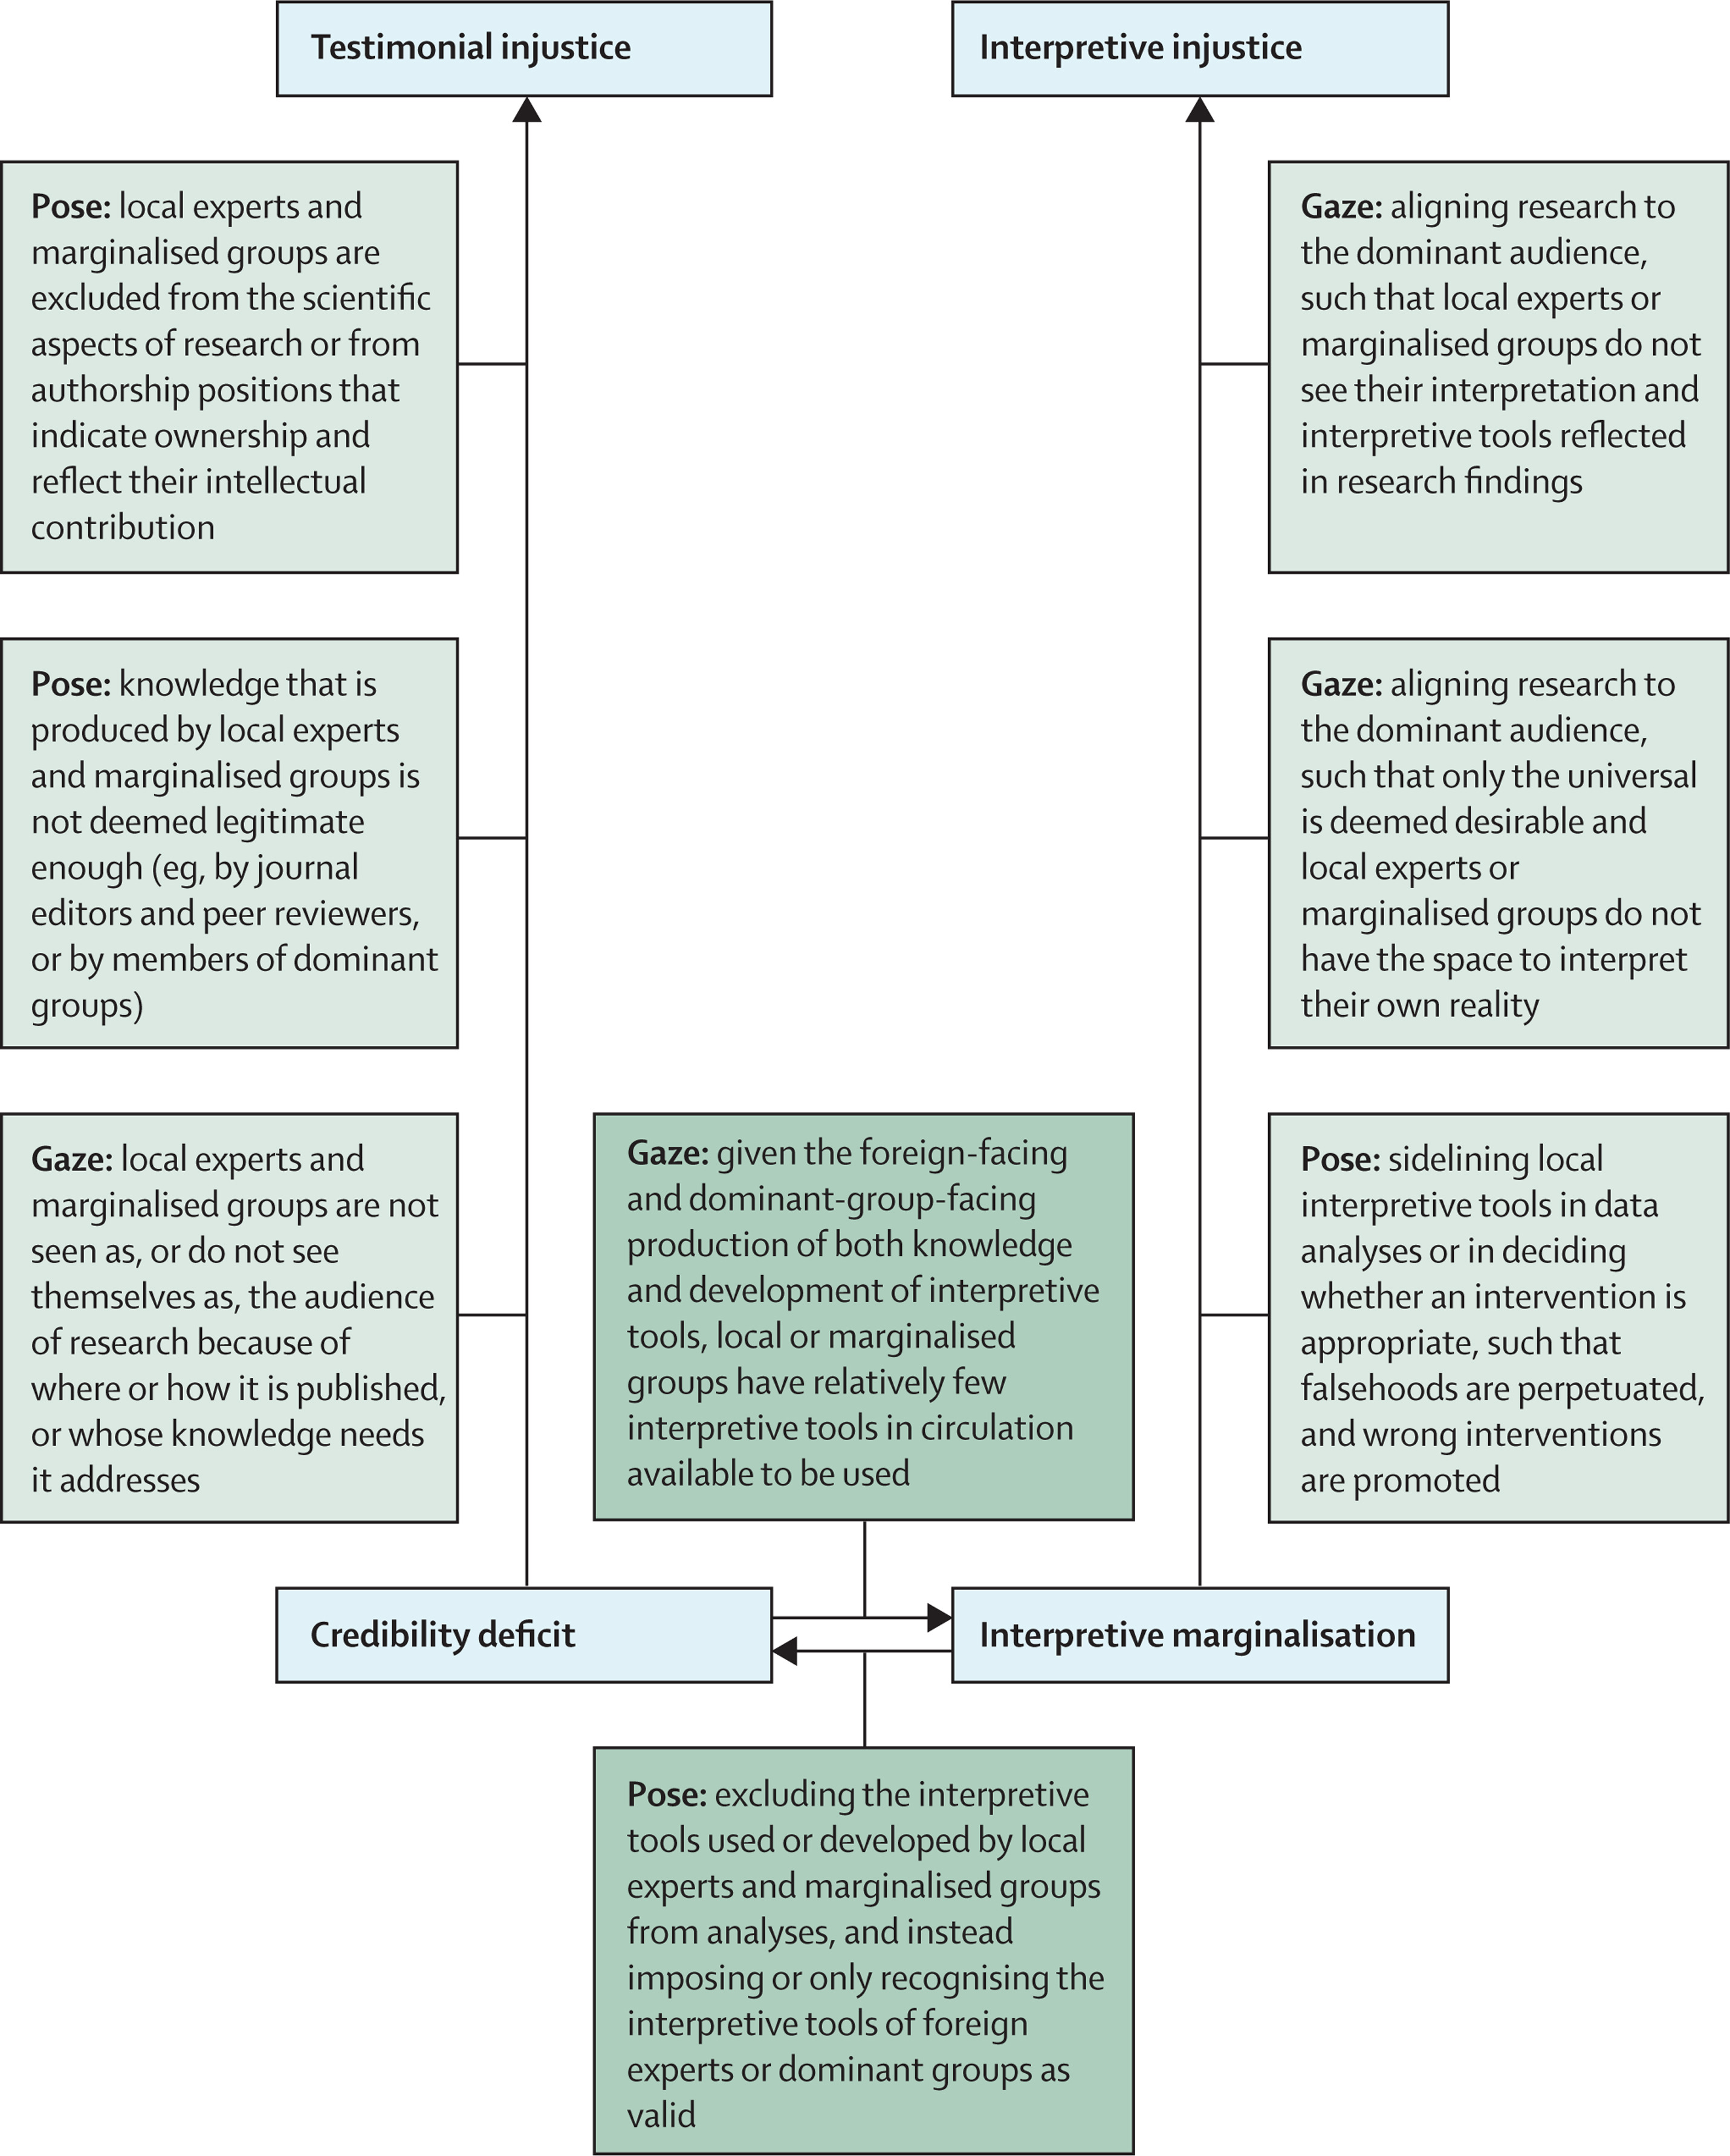 Testimonial injustice
Interpretive injustice
Pose: local experts and
marginalised groups are
excluded from the scientific
aspects of research or from
authorship positions that
indicate ownership and
reflect their intellectual
contribution
Gaze: aligning research to
the dominant audience,
such that local experts or
marginalised groups do not
see their interpretation and
interpretive tools reflected
in research findings
Pose: knowledge that is
produced by local experts
and marginalised groups is
not deemed legitimate
enough (eg, by journal
editors and peer reviewers,
or by members of dominant
groups)
Gaze: aligning research to
the dominant audience,
such that only the universal
is deemed desirable and
local experts or
marginalised groups do not
have the space to interpret
their own reality
Gaze: local experts and
marginalised groups are not
seen as, or do not see
themselves as, the audience
of research because of
where or how it is published,
or whose knowledge needs
it addresses
Gaze: given the foreign-facing
and dominant-group-facing
production of both knowledge
and development of interpretive
tools, local or marginalised
groups have relatively few
interpretive tools in circulation
available to be used
Pose: sidelining local
interpretive tools in data
analyses or in deciding
whether an intervention is
appropriate, such that
falsehoods are perpetuated,
and wrong interventions
are promoted
Credibility deficit
Interpretive marginalisation
Pose: excluding the interpretive
tools used or developed by local
experts and marginalised groups
from analyses, and instead
imposing or only recognising the
interpretive tools of foreign
experts or dominant groups as
valid